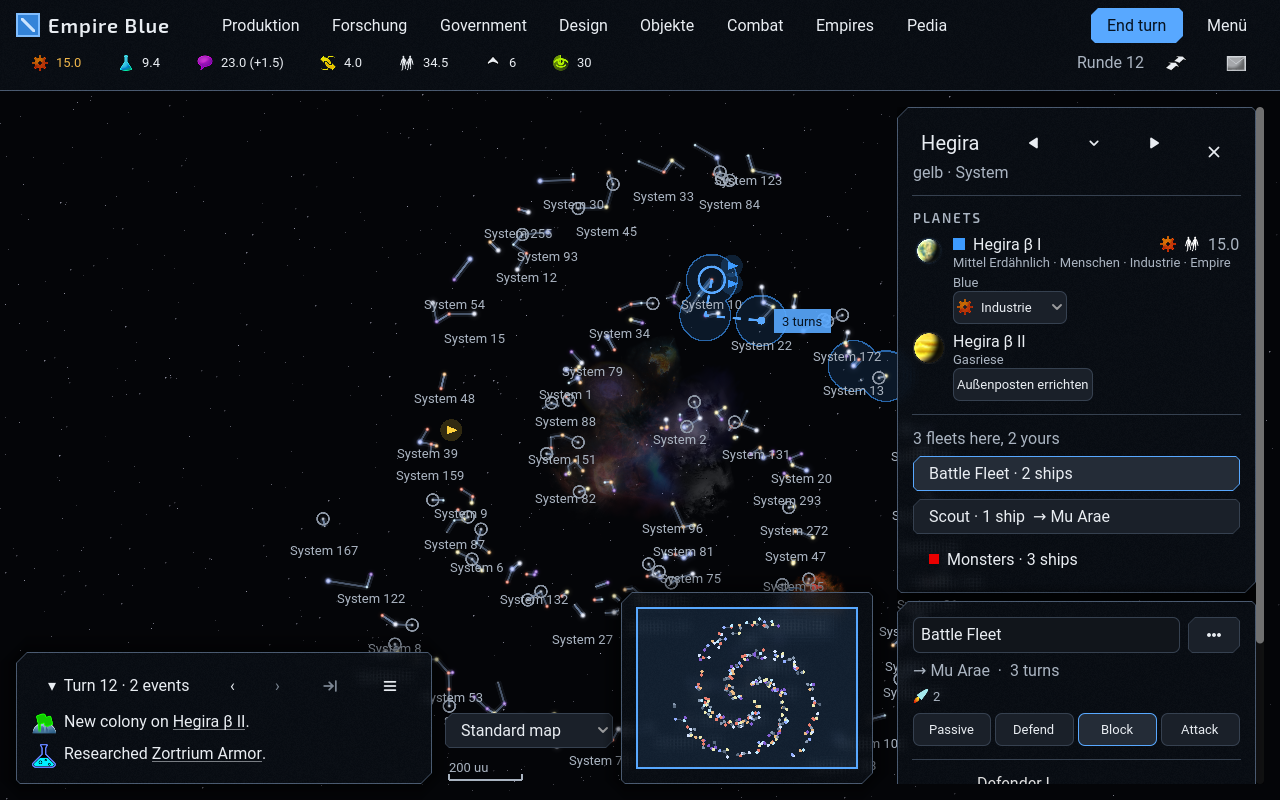 Empire Blue
Produktion
Forschung
Government
Design
Objekte
Combat
Empires
Pedia
End turn
Menü
15.0
9.4
23.0 (+1.5)
4.0
34.5
6
30
Runde 12
System 123
System 33
System 30
System 84
System 255
System 45
System 93
System 12
System 54
System 10
System 15
System 34
3 turns
System 22
System 172
System 79
System 13
System 1
System 48
System 88
System 2
System 39
System 151
System 131
System 159
System 20
System 82
System 293
System 9
System 96
System 272
System 167
System 87
System 81
System 47
System 6
System 75
System 65
System 122
System 132
System 27
System 8
Hegira
gelb · System
PLANETS
Hegira β I
15.0
Mittel Erdähnlich · Menschen · Industrie · Empire
Blue
Industrie
Hegira β II
Gasriese
Außenposten errichten
3 fleets here, 2 yours
Battle Fleet · 2 ships
Scout · 1 ship → Mu Arae
Monsters · 3 ships
Battle Fleet
•••
→ Mu Arae · 3 turns
2
Passive
Defend
Block
Attack
Defender I
▾ Turn 12 · 2 events
New colony on Hegira β II.
Researched Zortrium Armor.
Standard map
200 uu